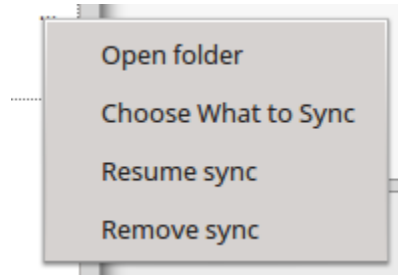 Open folder
Choose What to Sync
Resume sync
Remove sync